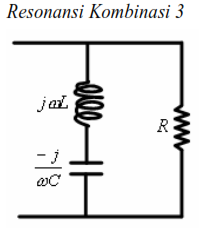 Resonansi Kombinasi 3
jωL
R
− j
ωC